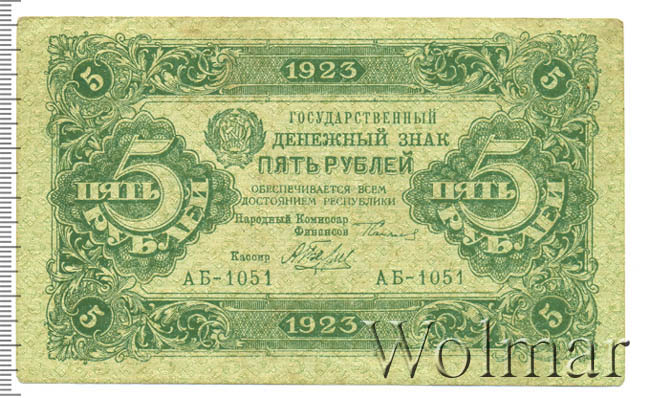 5 1923 5
ГОСУДАРСТВЕННЫЙ
ДЕНЕЖНЫЙ ЗНАК
ПЯТЬ РУБЛЕЙ
ОБЕСПЕЧИВАЕТСЯ ВСЕМ
ДОСТОЯНИЕМ РЕСПУБЛИКИ
5 ПЯТЬ РУБЛЕЙ
5 ПЯТЬ РУБЛЕЙ
Народный Комиссар
Финансов
Кассир
АБ-1051 АБ-1051
5 1923 5
Wolmar